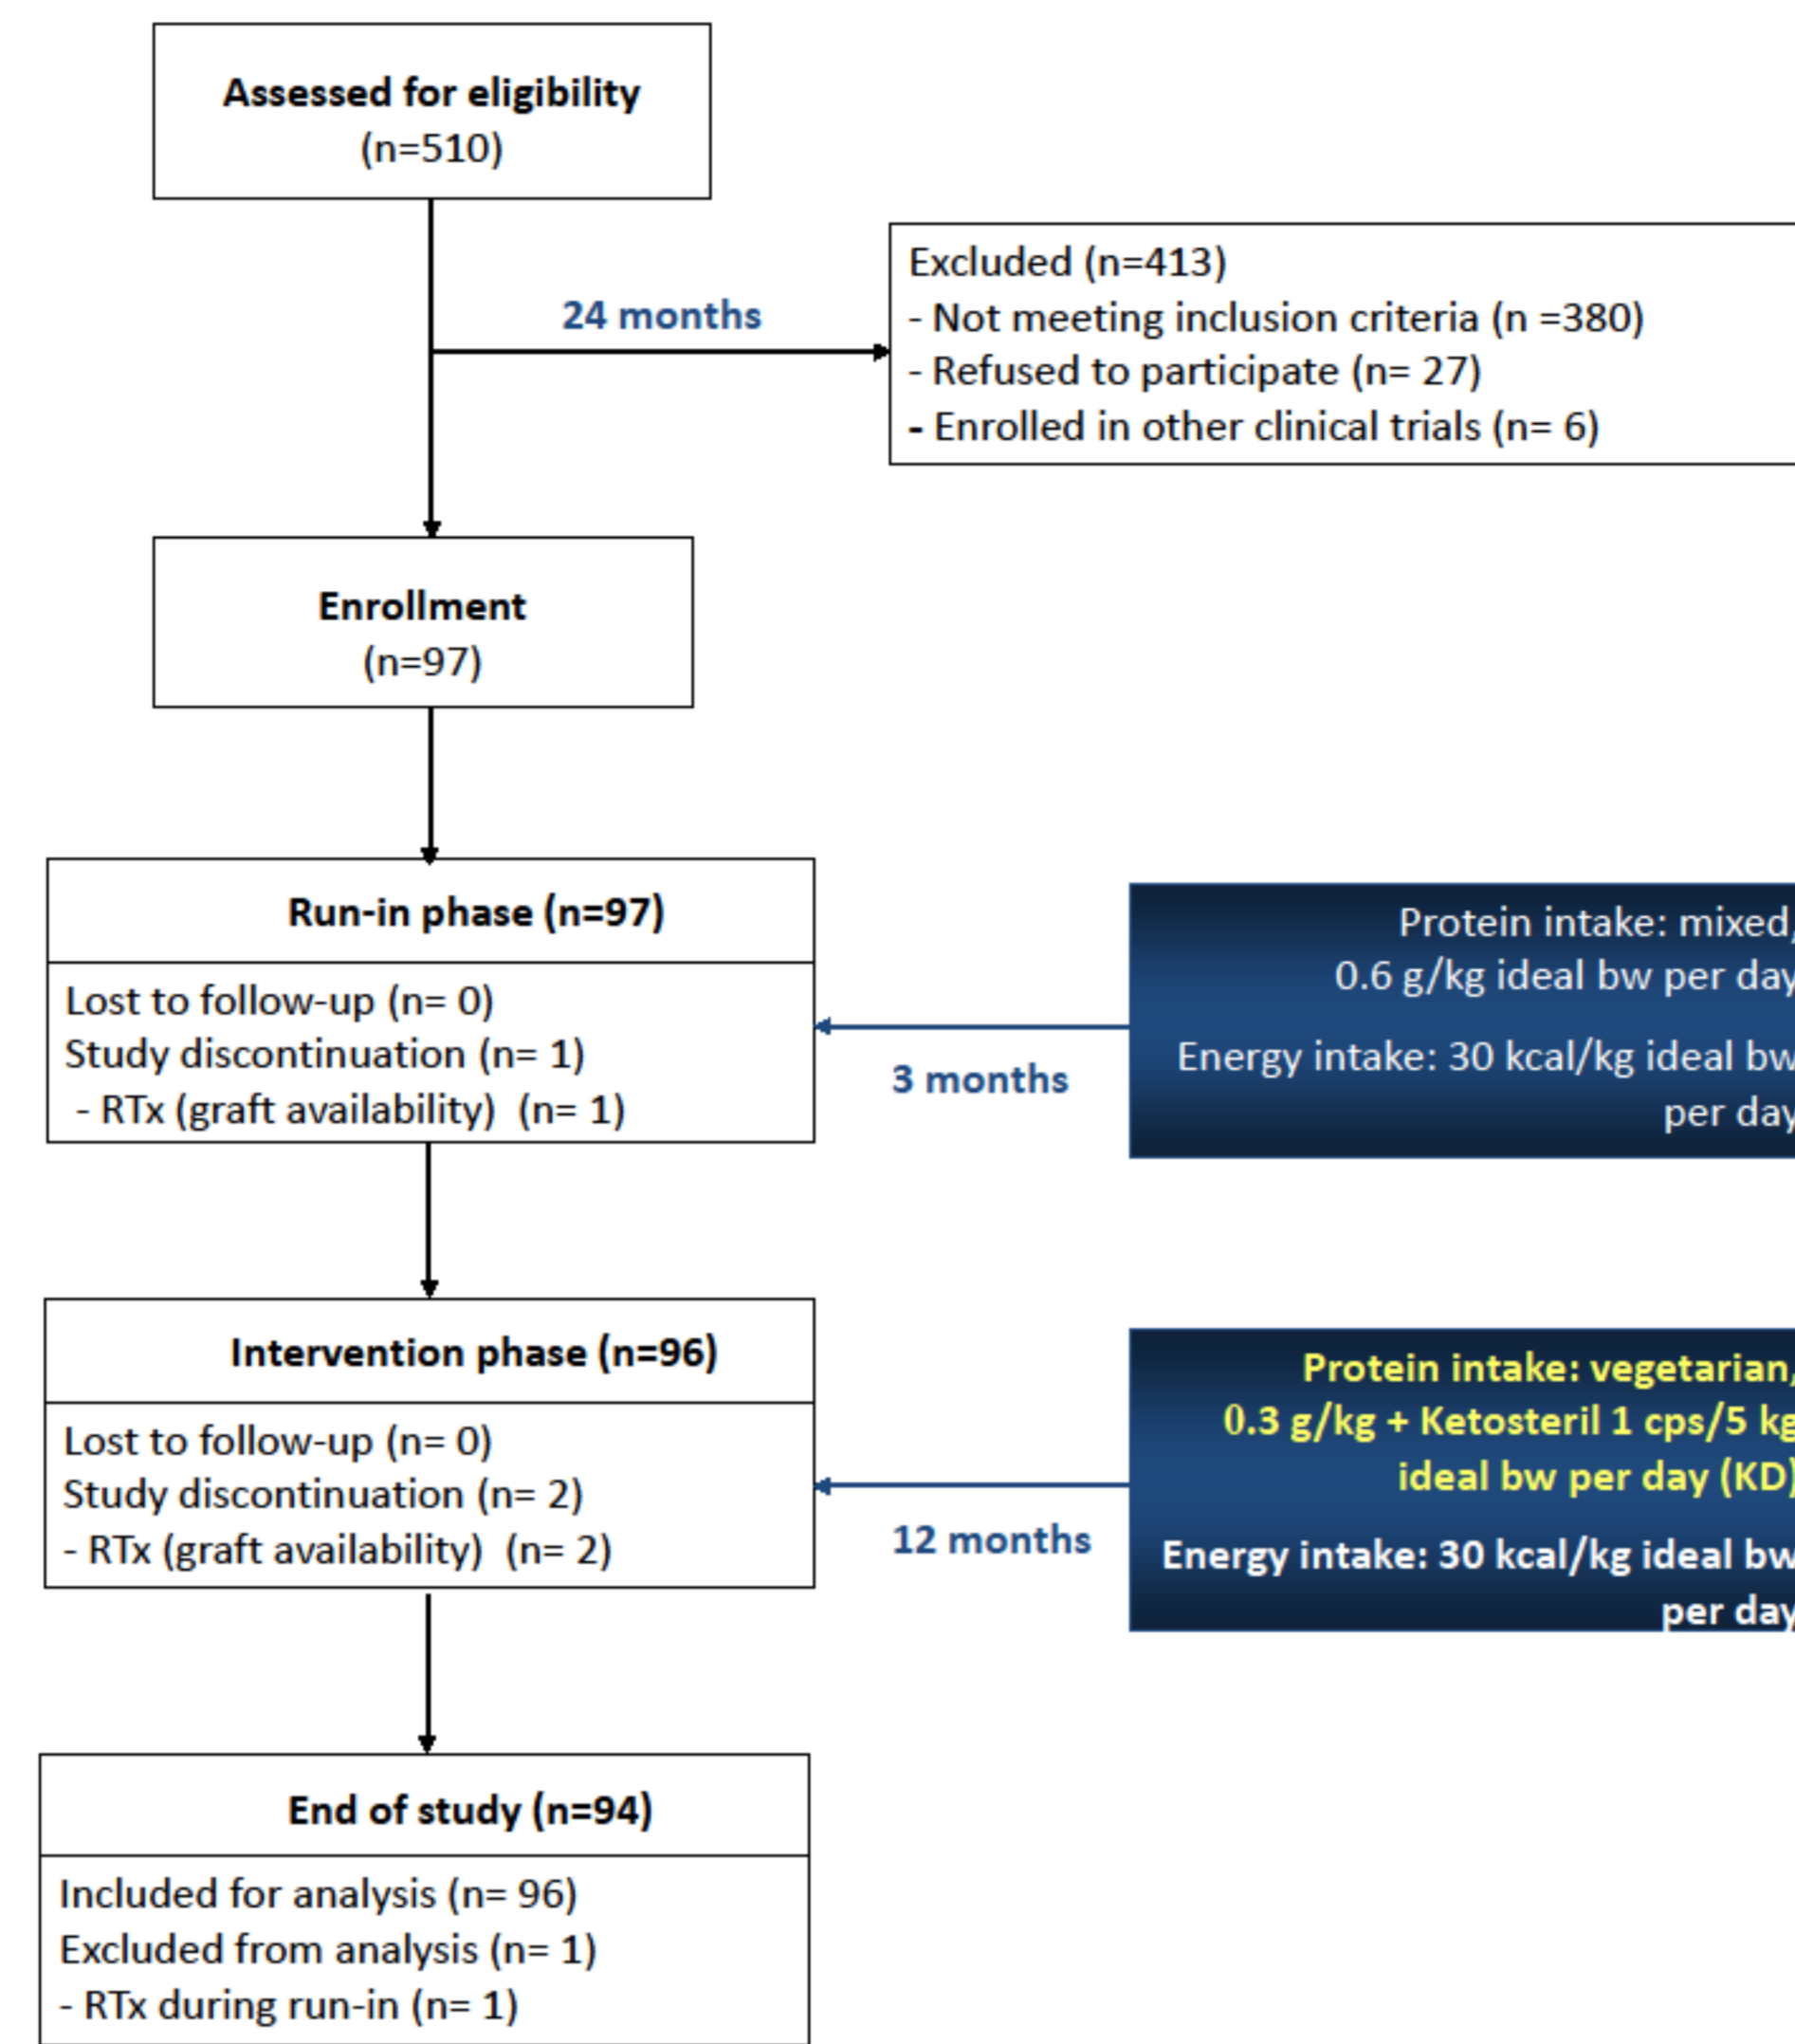 Assessed for eligibility
(n=510)
24 months
Excluded (n=413)
- Not meeting inclusion criteria (n =380)
- Refused to participate (n= 27)
- Enrolled in other clinical trials (n= 6)
Enrollment
(n=97)
Run-in phase (n=97)
Lost to follow-up (n= 0)
Study discontinuation (n= 1)
- RTx (graft availability)  (n= 1)
3 months
Protein intake: mixed,
0.6 g/kg ideal bw per day
Energy intake: 30 kcal/kg ideal bw
per day
Intervention phase (n=96)
Lost to follow-up (n= 0)
Study discontinuation (n= 2)
- RTx (graft availability)  (n= 2)
12 months
Protein intake: vegetarian,
0.3 g/kg + Ketosteril 1 cps/5 kg
ideal bw per day (KD)
Energy intake: 30 kcal/kg ideal bw
per day
End of study (n=94)
Included for analysis (n= 96)
Excluded from analysis (n= 1)
- RTx during run-in (n= 1)